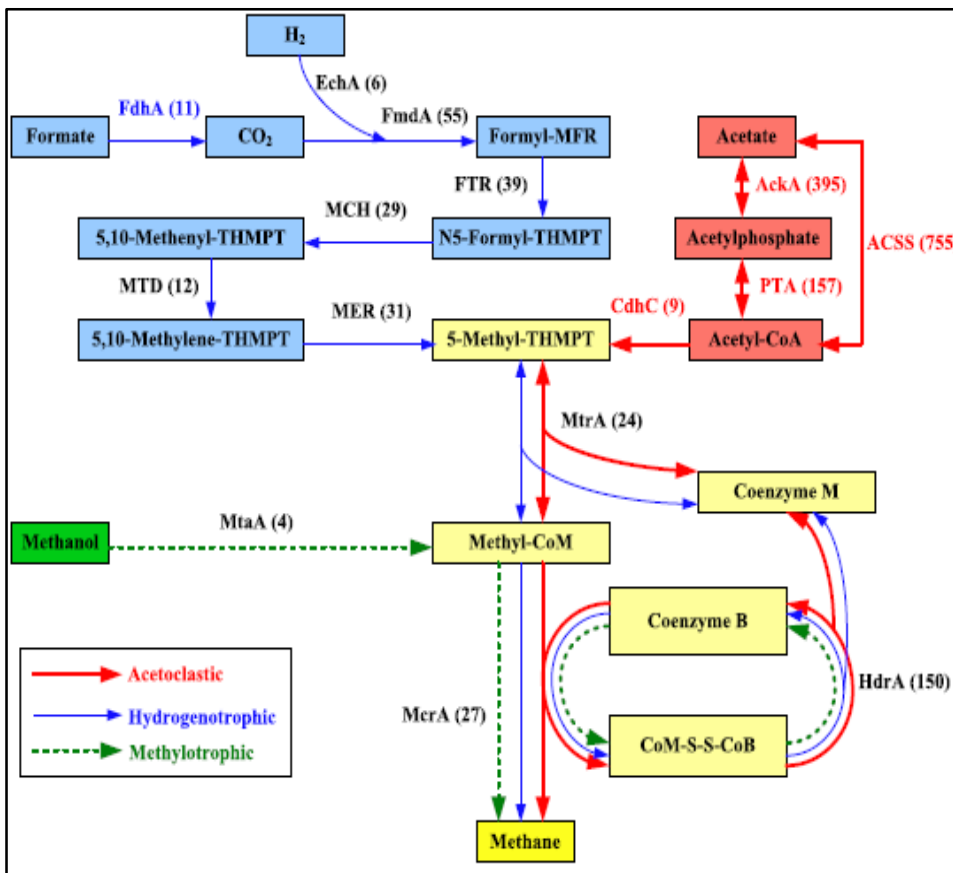 H2
EchA (6)
FdhA (11)
FmdA (55)
Formate
CO2
Formyl-MFR
Acetate
FTR (39)
AckA (395)
MCH (29)
5,10-Methenyl-THMPT
N5-Formyl-THMPT
Acetylphosphate
ACSS (755)
MTD (12)
PTA (157)
MER (31)
CdhC (9)
5,10-Methylene-THMPT
5-Methyl-THMPT
Acetyl-CoA
MtrA (24)
Coenzyme M
MtaA (4)
Methanol
Methyl-CoM
Coenzyme B
Acetoclastic
HdrA (150)
Hydrogenotrophic
McrA (27)
Methylotrophic
CoM-S-S-CoB
Methane